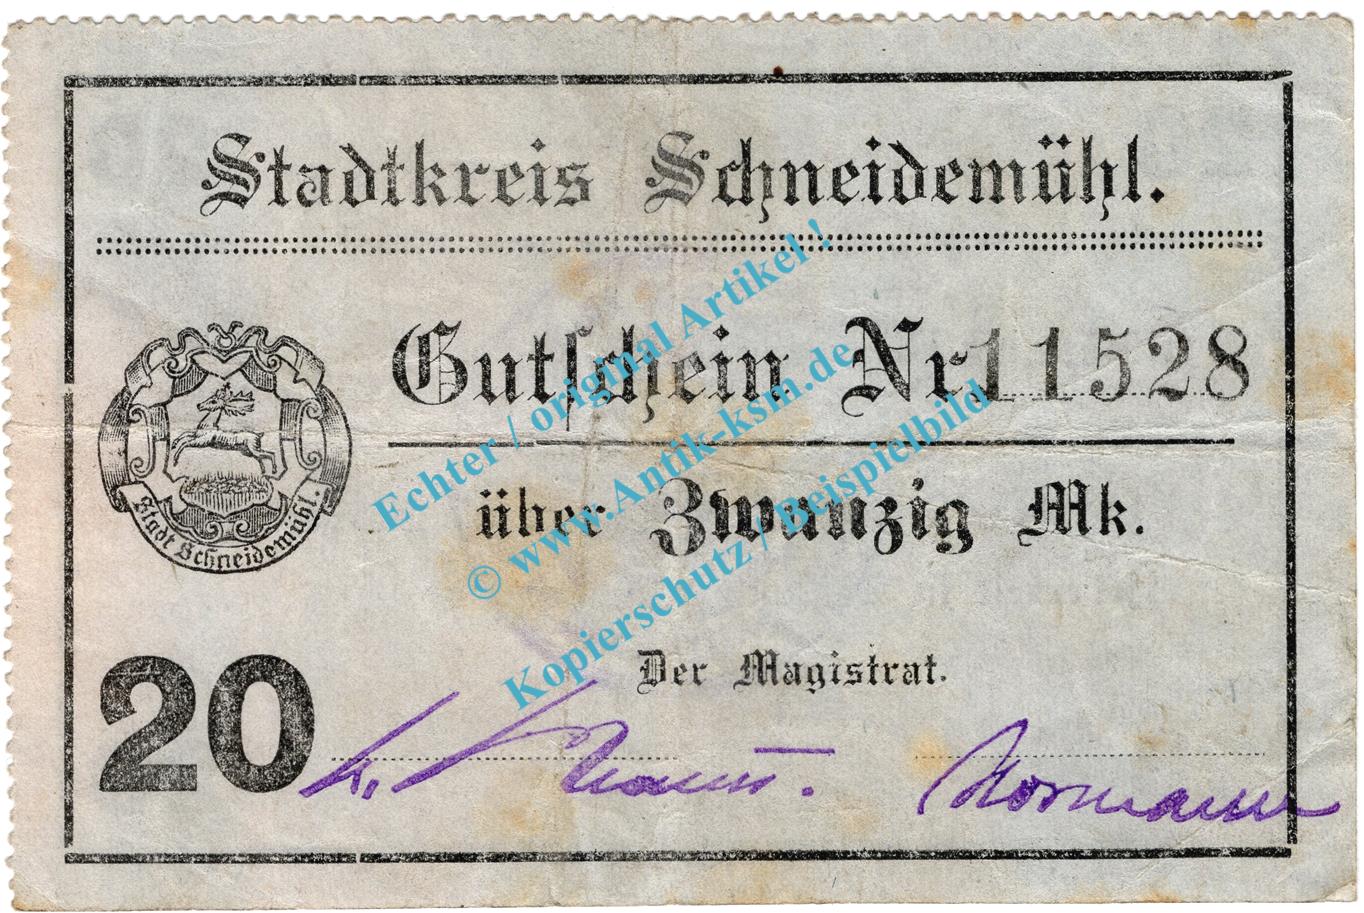 Stadtkreis Schneidemühl.
Gutschein Nr. 11528
über Zwanzig Mk.
Stadt Schneidemühl.
Der Magistrat.
20
Echter / original Artikel !
© www.Antik-ksm.de
Kopierschutz / Beispielbild